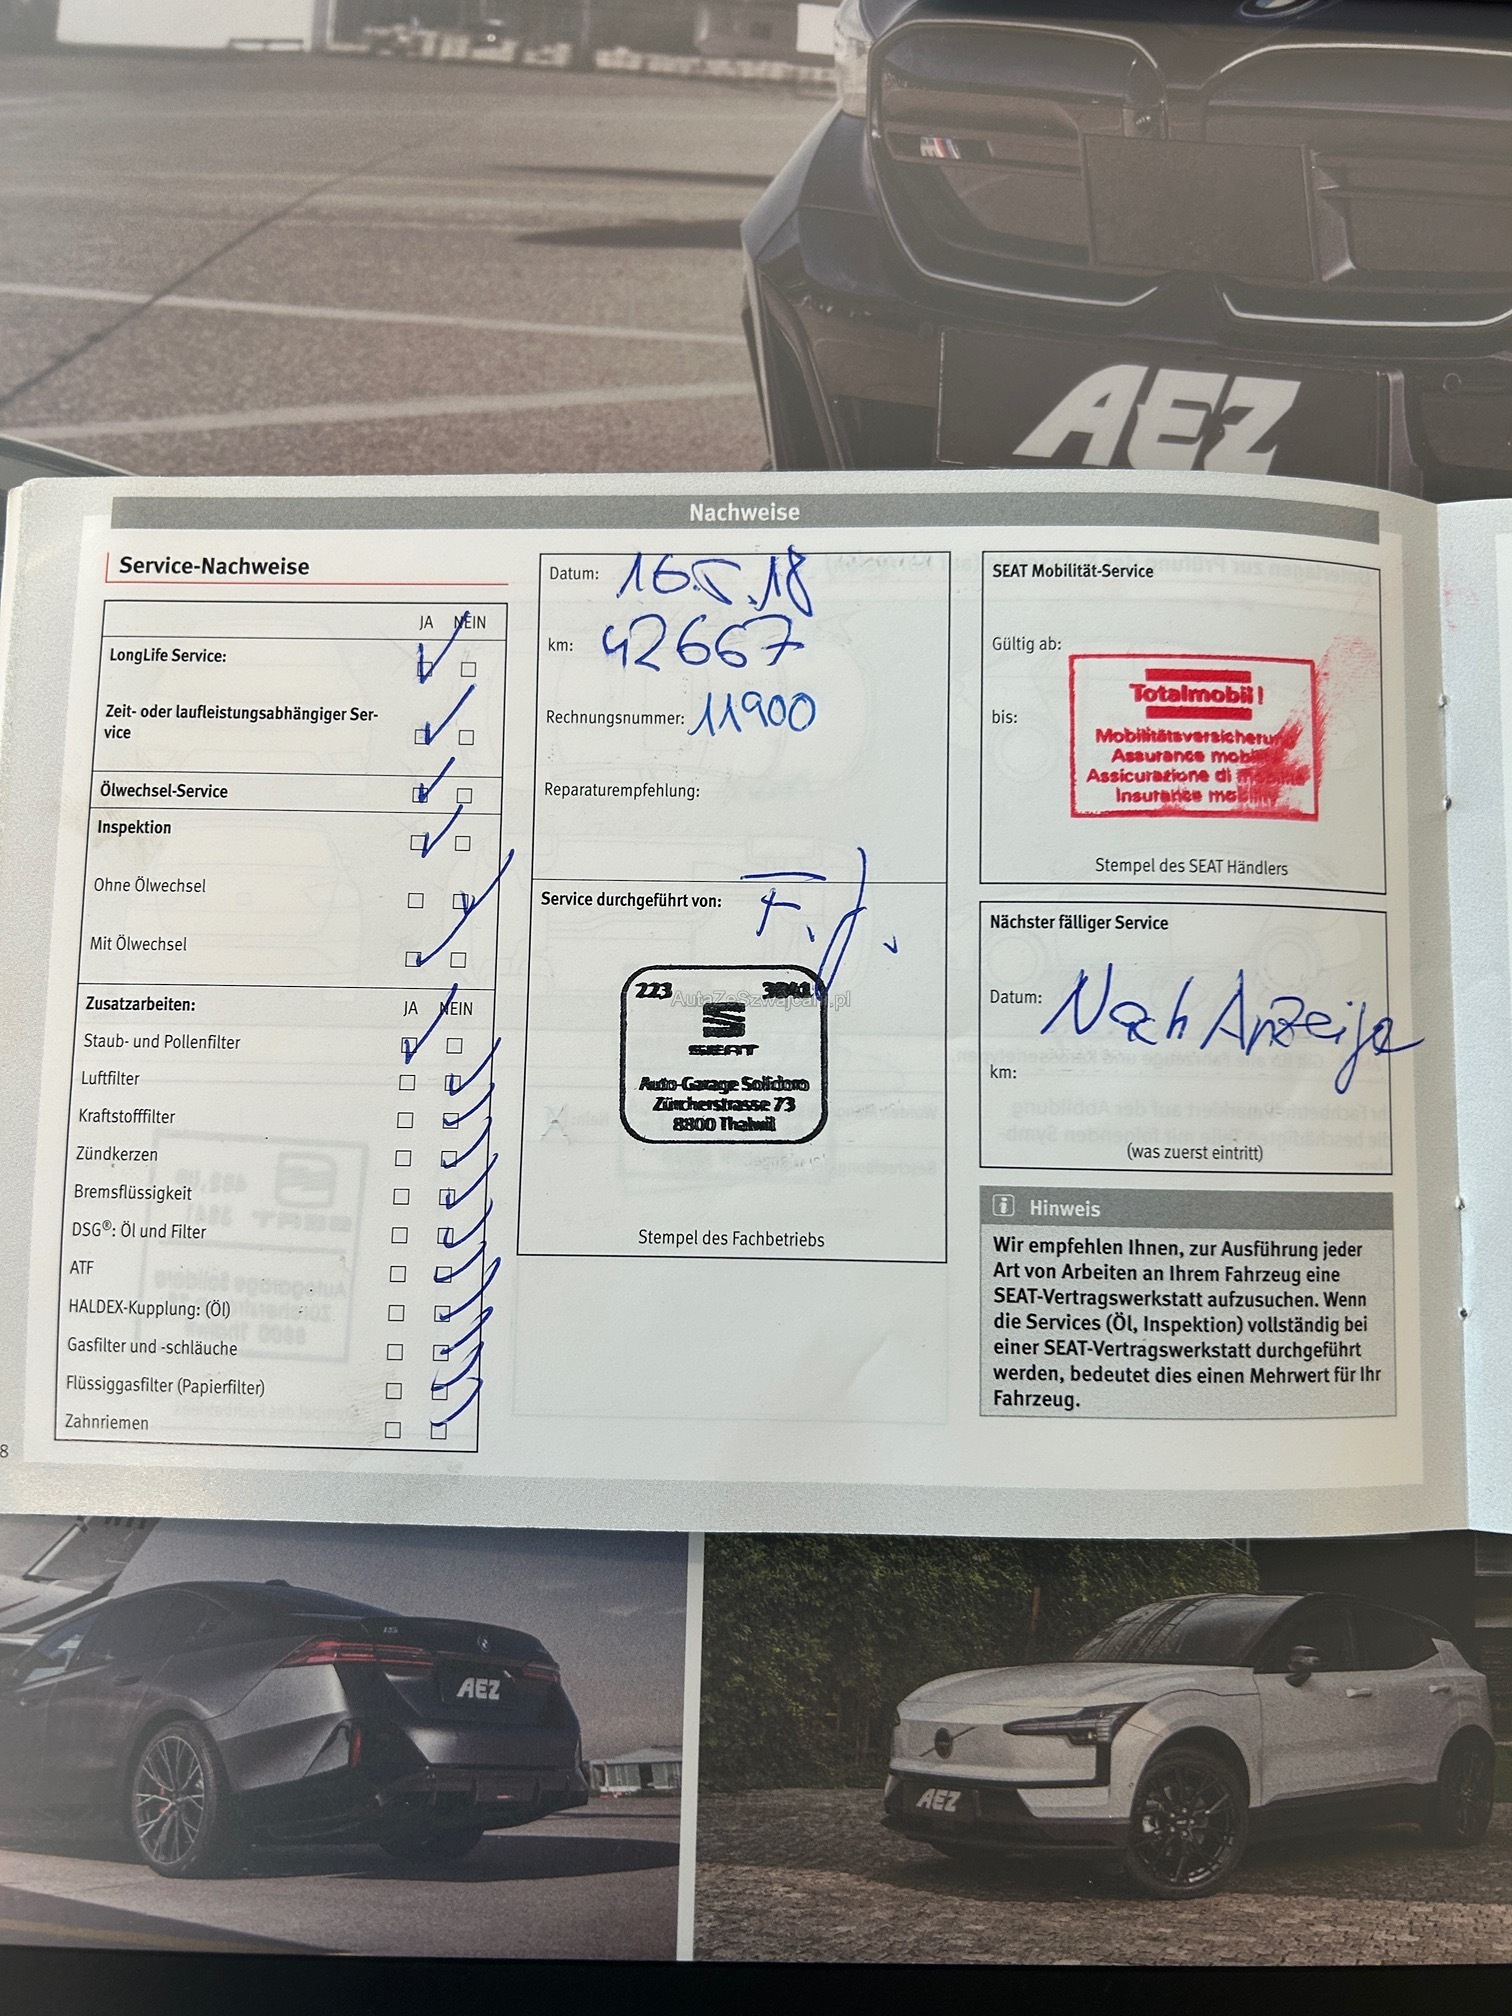 AEZ
Nachweise
Service-Nachweise
JA NEIN
LongLife Service:
Zeit- oder laufleistungsabhängiger Ser-
vice
Ölwechsel-Service
Inspektion
Ohne Ölwechsel
Mit Ölwechsel
Zusatzarbeiten: JA NEIN
Staub- und Pollenfilter
Luftfilter
Kraftstofffilter
Zündkerzen
Bremsflüssigkeit
DSG®: Öl und Filter
ATF
HALDEX-Kupplung: (Öl)
Gasfilter und -schläuche
Flüssiggasfilter (Papierfilter)
Zahnriemen
8
Datum: 16.5.18
km: 42667
Rechnungsnummer: 11900
Reparaturempfehlung:
Service durchgeführt von:
223 3841
AutaZeSzwajcarii.pl
SEAT
Auto-Garage Solidoro
Zürcherstrasse 73
8800 Thalwil
Stempel des Fachbetriebs
SEAT Mobilität-Service
Gültig ab:
bis:
Totalmobil!
Mobilitätsversicherung
Assurance mobilité
Assicurazione di
Insurance mobility
Stempel des SEAT Händlers
Nächster fälliger Service
Datum: Nach Anzeige
km:
(was zuerst eintritt)
Hinweis
Wir empfehlen Ihnen, zur Ausführung jeder
Art von Arbeiten an Ihrem Fahrzeug eine
SEAT-Vertragswerkstatt aufzusuchen. Wenn
die Services (Öl, Inspektion) vollständig bei
einer SEAT-Vertragswerkstatt durchgeführt
werden, bedeutet dies einen Mehrwert für Ihr
Fahrzeug.
AEZ
AEZ